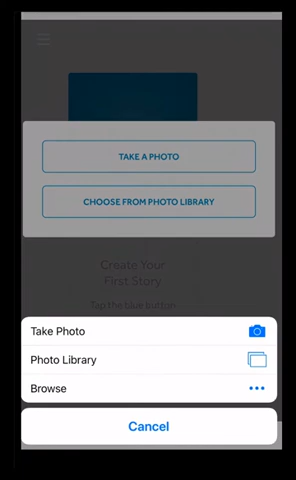 TAKE A PHOTO
CHOOSE FROM PHOTO LIBRARY
Create Your
First Story
Tap the blue button
Take Photo
Photo Library
Browse
Cancel